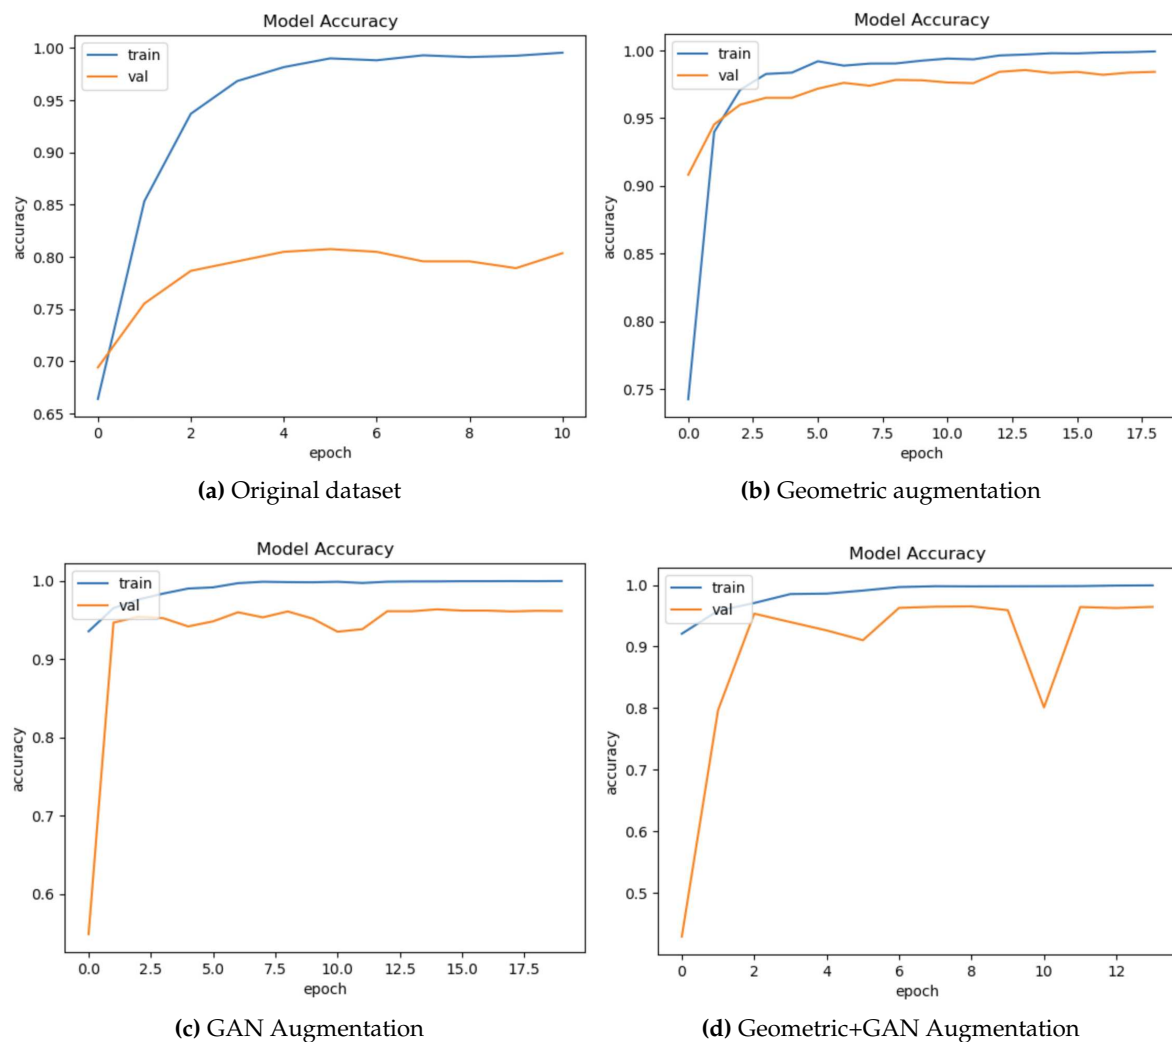 Model Accuracy
train
val
1.00
0.95
0.90
0.85
0.80
0.75
0.70
0.65
accuracy
0 2 4 6 8 10
epoch
(a) Original dataset
Model Accuracy
train
val
1.00
0.95
0.90
0.85
0.80
0.75
accuracy
0.0 2.5 5.0 7.5 10.0 12.5 15.0 17.5
epoch
(b) Geometric augmentation
Model Accuracy
train
val
1.0
0.9
0.8
0.7
0.6
accuracy
0.0 2.5 5.0 7.5 10.0 12.5 15.0 17.5
epoch
(c) GAN Augmentation
Model Accuracy
train
val
1.0
0.9
0.8
0.7
0.6
0.5
accuracy
0 2 4 6 8 10 12
epoch
(d) Geometric+GAN Augmentation